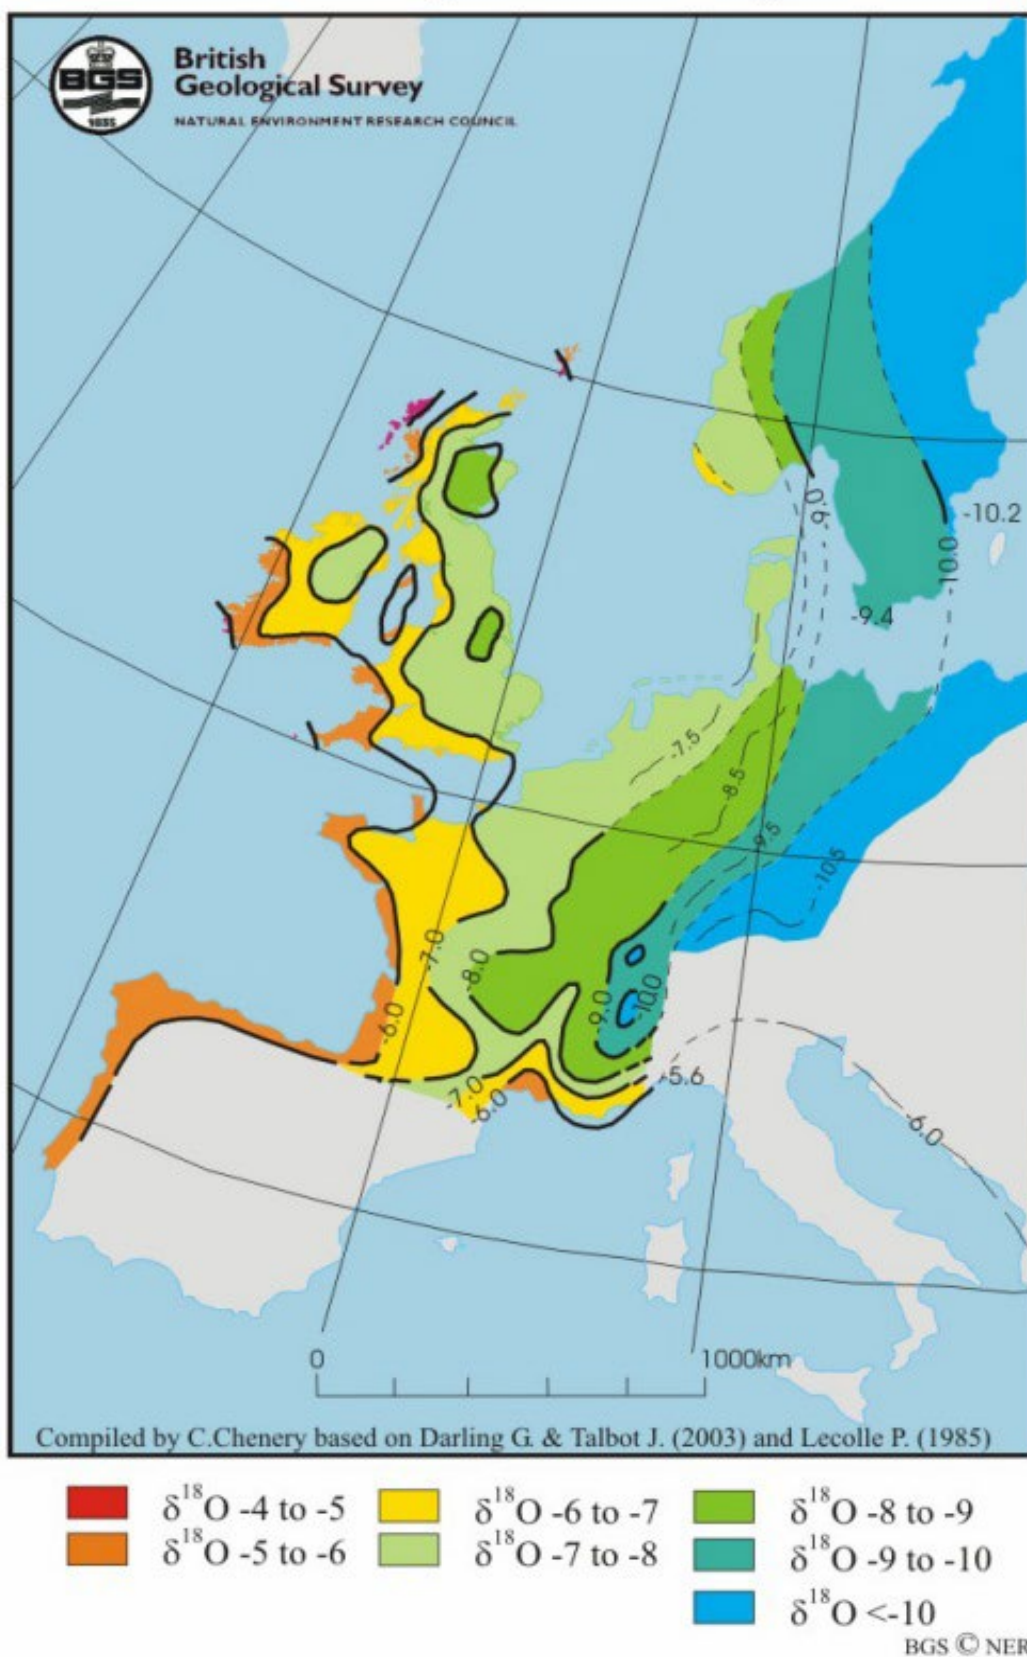 BGS
1835
British
Geological Survey
NATURAL ENVIRONMENT RESEARCH COUNCIL
-9.0
-10.0
-10.2
-9.4
-7.5
-8.5
-9.5
-10.5
-7.0
-8.0
-9.0
-10.0
-6.0
-7.0
-6.0
-5.6
-6.0
0
1000km
Compiled by C.Chenery based on Darling G. & Talbot J. (2003) and Lecolle P. (1985)
δ¹⁸O -4 to -5
δ¹⁸O -6 to -7
δ¹⁸O -8 to -9
δ¹⁸O -5 to -6
δ¹⁸O -7 to -8
δ¹⁸O -9 to -10
δ¹⁸O <-10
BGS © NER